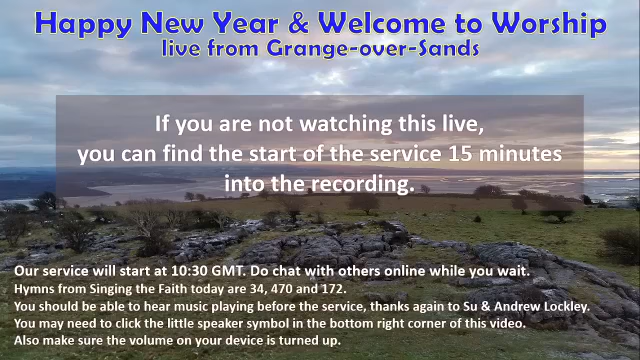 Happy New Year & Welcome to Worship
live from Grange-over-Sands
If you are not watching this live,
you can find the start of the service 15 minutes
into the recording.
Our service will start at 10:30 GMT. Do chat with others online while you wait.
Hymns from Singing the Faith today are 34, 470 and 172.
You should be able to hear music playing before the service, thanks again to Su & Andrew Lockley.
You may need to click the little speaker symbol in the bottom right corner of this video.
Also make sure the volume on your device is turned up.